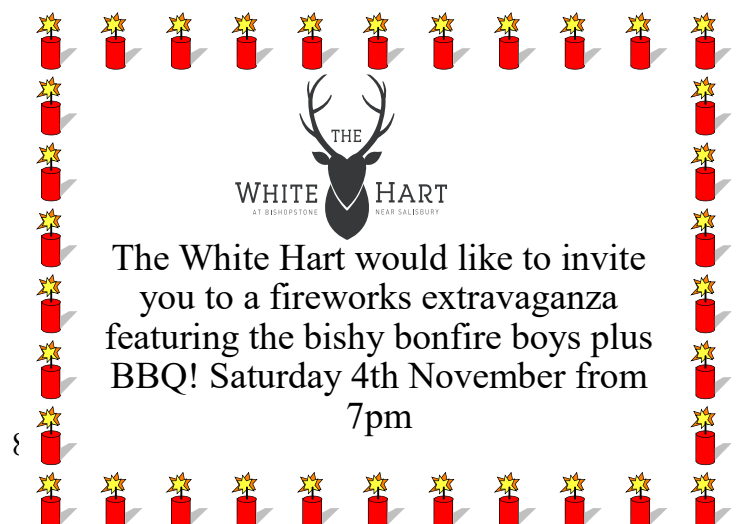 THE
WHITE HART
AT BISHOPSTONE NEAR SALISBURY
The White Hart would like to invite
you to a fireworks extravaganza
featuring the bishy bonfire boys plus
BBQ! Saturday 4th November from
7pm